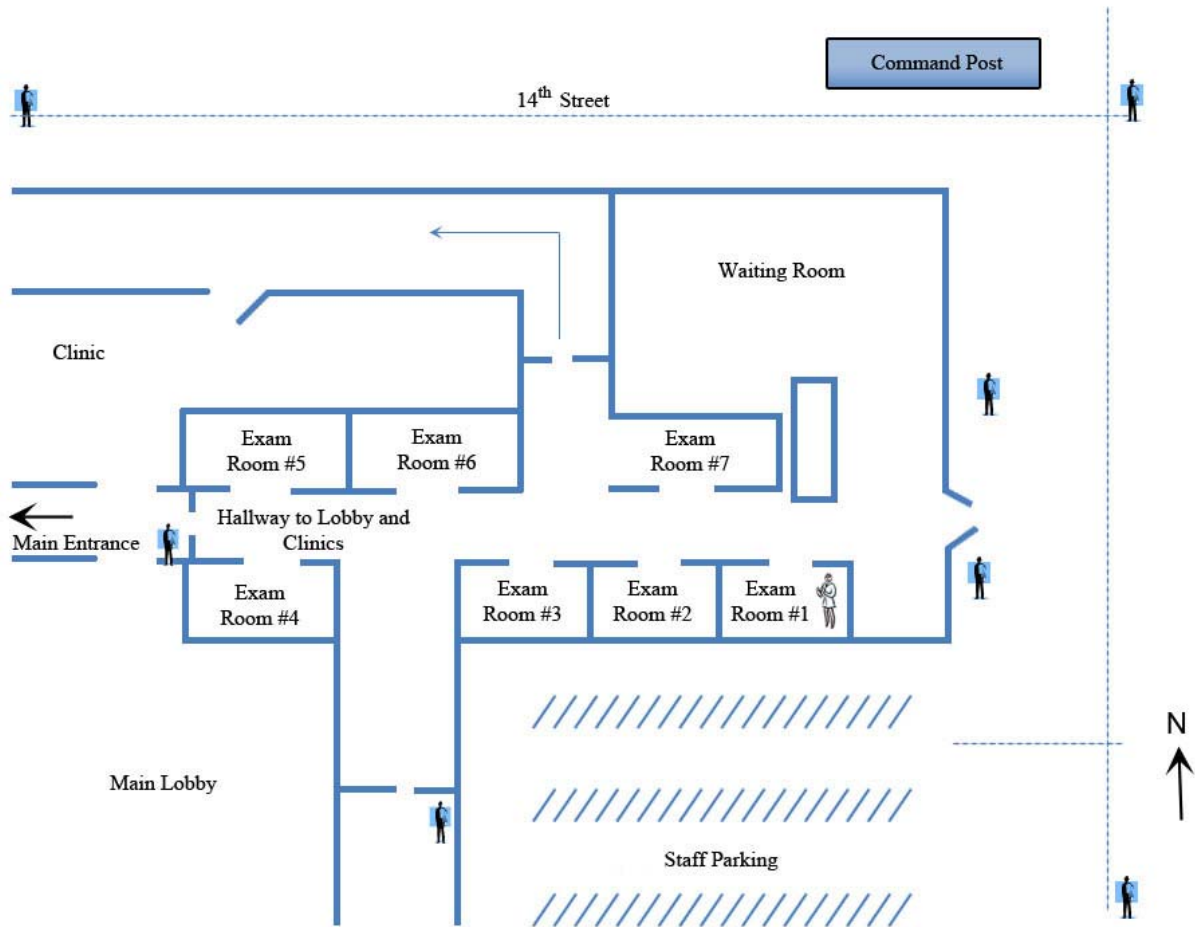 Command Post
14th Street
Waiting Room
Clinic
Exam
Room #5
Exam
Room #6
Exam
Room #7
Hallway to Lobby and
Clinics
Main Entrance
Exam
Room #4
Exam
Room #3
Exam
Room #2
Exam
Room #1
N
Main Lobby
Staff Parking